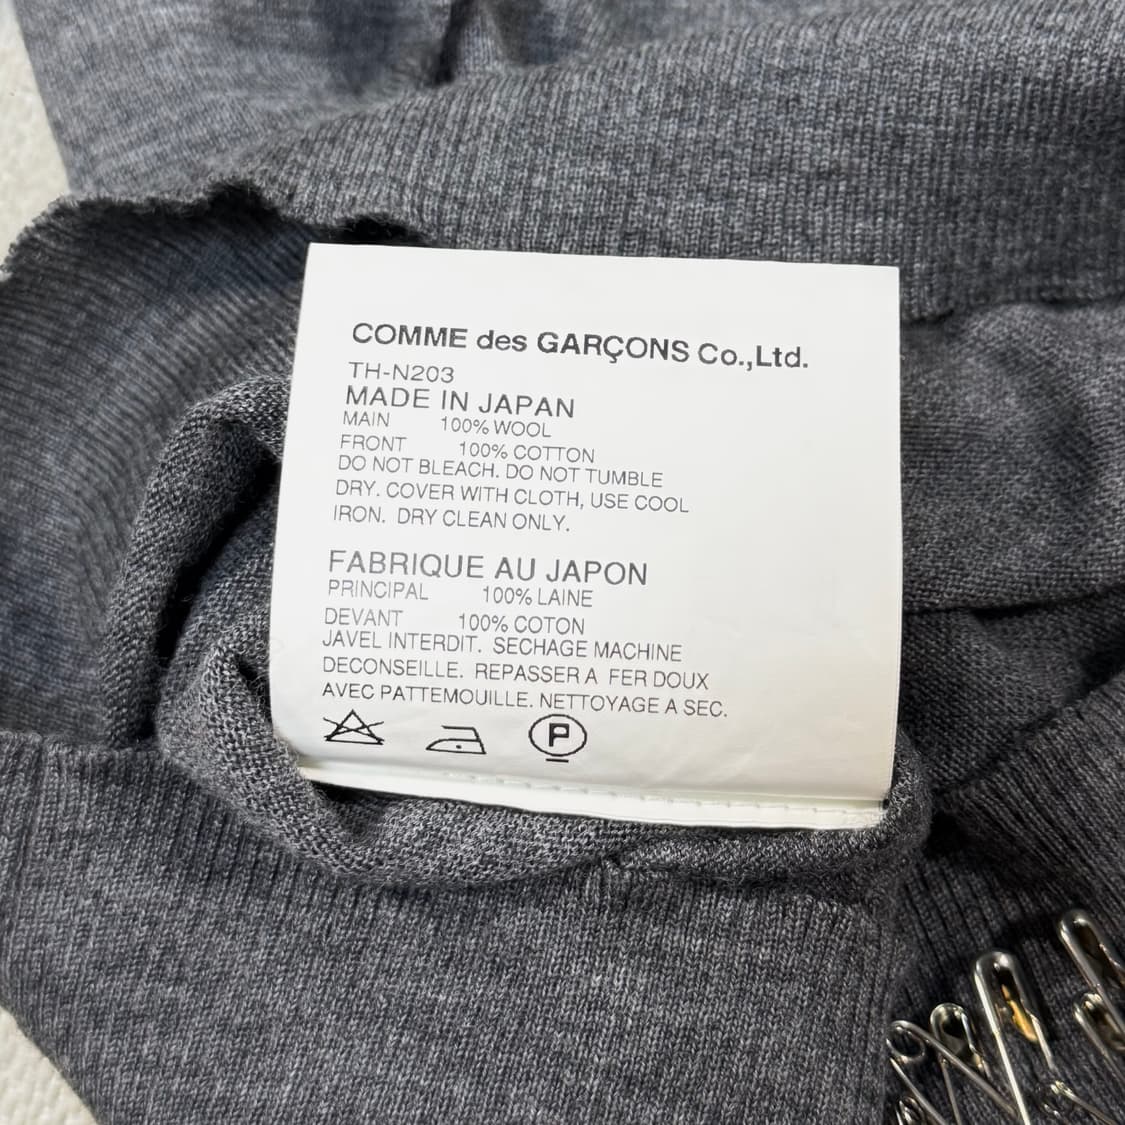 COMME des GARÇONS Co.,Ltd.
TH-N203
MADE IN JAPAN
MAIN 100% WOOL
FRONT 100% COTTON
DO NOT BLEACH. DO NOT TUMBLE
DRY. COVER WITH CLOTH, USE COOL
IRON. DRY CLEAN ONLY.
FABRIQUE AU JAPON
PRINCIPAL 100% LAINE
DEVANT 100% COTON
JAVEL INTERDIT. SECHAGE MACHINE
DECONSEILLE. REPASSER A FER DOUX
AVEC PATTEMOUILLE. NETTOYAGE A SEC.
P